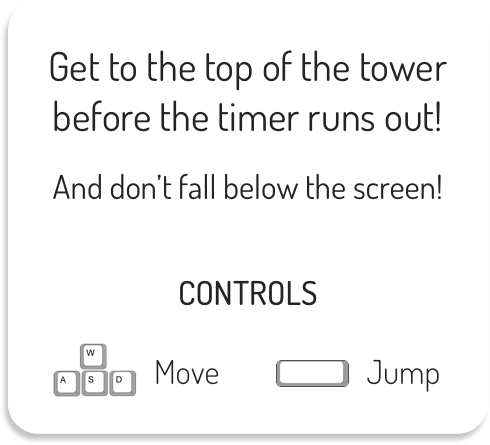 Get to the top of the tower
before the timer runs out!
And don't fall below the screen!
CONTROLS
W
A S D Move Jump